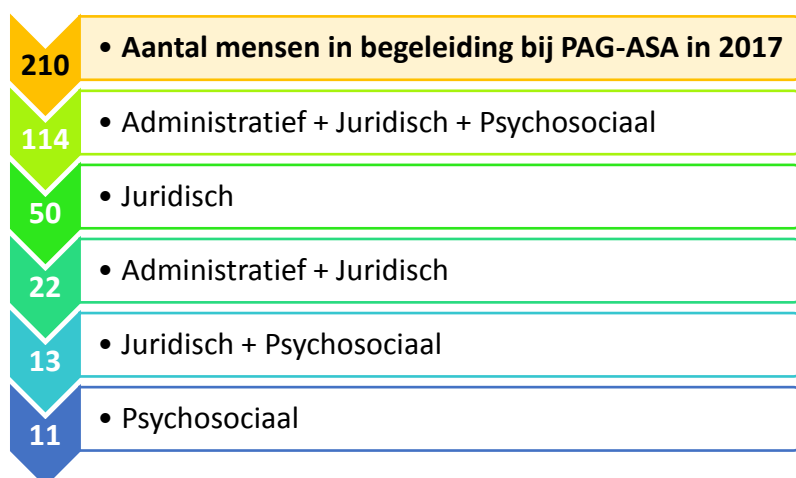 210 • Aantal mensen in begeleiding bij PAG-ASA in 2017
114 • Administratief + Juridisch + Psychosociaal
50 • Juridisch
22 • Administratief + Juridisch
13 • Juridisch + Psychosociaal
11 • Psychosociaal